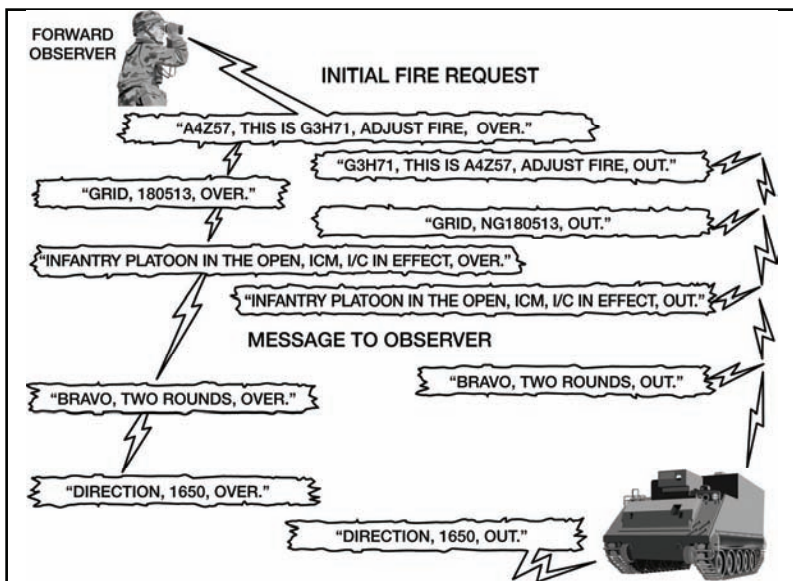 FORWARD
OBSERVER
INITIAL FIRE REQUEST
“A4Z57, THIS IS G3H71, ADJUST FIRE, OVER.”
“G3H71, THIS IS A4Z57, ADJUST FIRE, OUT.”
“GRID, 180513, OVER.”
“GRID, NG180513, OUT.”
“INFANTRY PLATOON IN THE OPEN, ICM, I/C IN EFFECT, OVER.”
“INFANTRY PLATOON IN THE OPEN, ICM, I/C IN EFFECT, OUT.”
MESSAGE TO OBSERVER
“BRAVO, TWO ROUNDS, OUT.”
“BRAVO, TWO ROUNDS, OVER.”
“DIRECTION, 1650, OVER.”
“DIRECTION, 1650, OUT.”